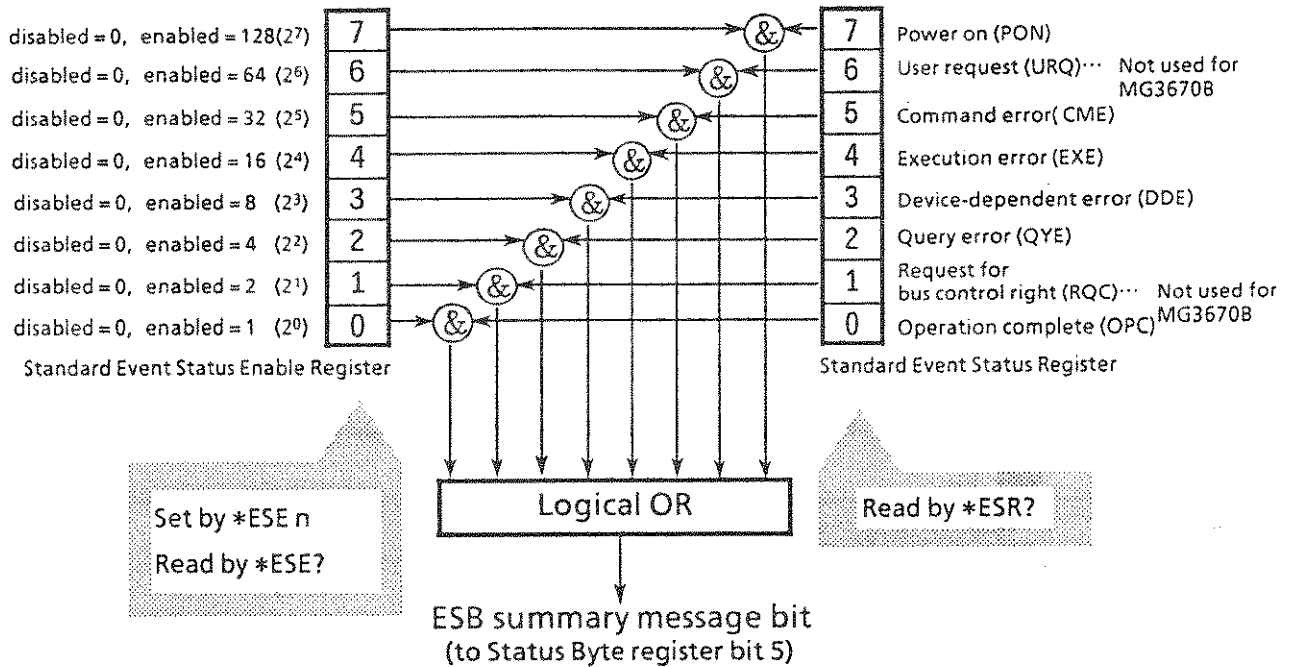 disabled = 0, enabled = 128(2⁷) 7 & 7 Power on (PON)
disabled = 0, enabled = 64 (2⁶) 6 & 6 User request (URQ)… Not used for
MG3670B
disabled = 0, enabled = 32 (2⁵) 5 & 5 Command error( CME)
disabled = 0, enabled = 16 (2⁴) 4 & 4 Execution error (EXE)
disabled = 0, enabled = 8 (2³) 3 & 3 Device-dependent error (DDE)
disabled = 0, enabled = 4 (2²) 2 & 2 Query error (QYE)
Request for
disabled = 0, enabled = 2 (2¹) 1 & 1 bus control right (RQC)… Not used for
MG3670B
disabled = 0, enabled = 1 (2⁰) 0 & 0 Operation complete (OPC)
Standard Event Status Enable Register
Standard Event Status Register
Set by *ESE n
Read by *ESE?
Logical OR
Read by *ESR?
ESB summary message bit
(to Status Byte register bit 5)